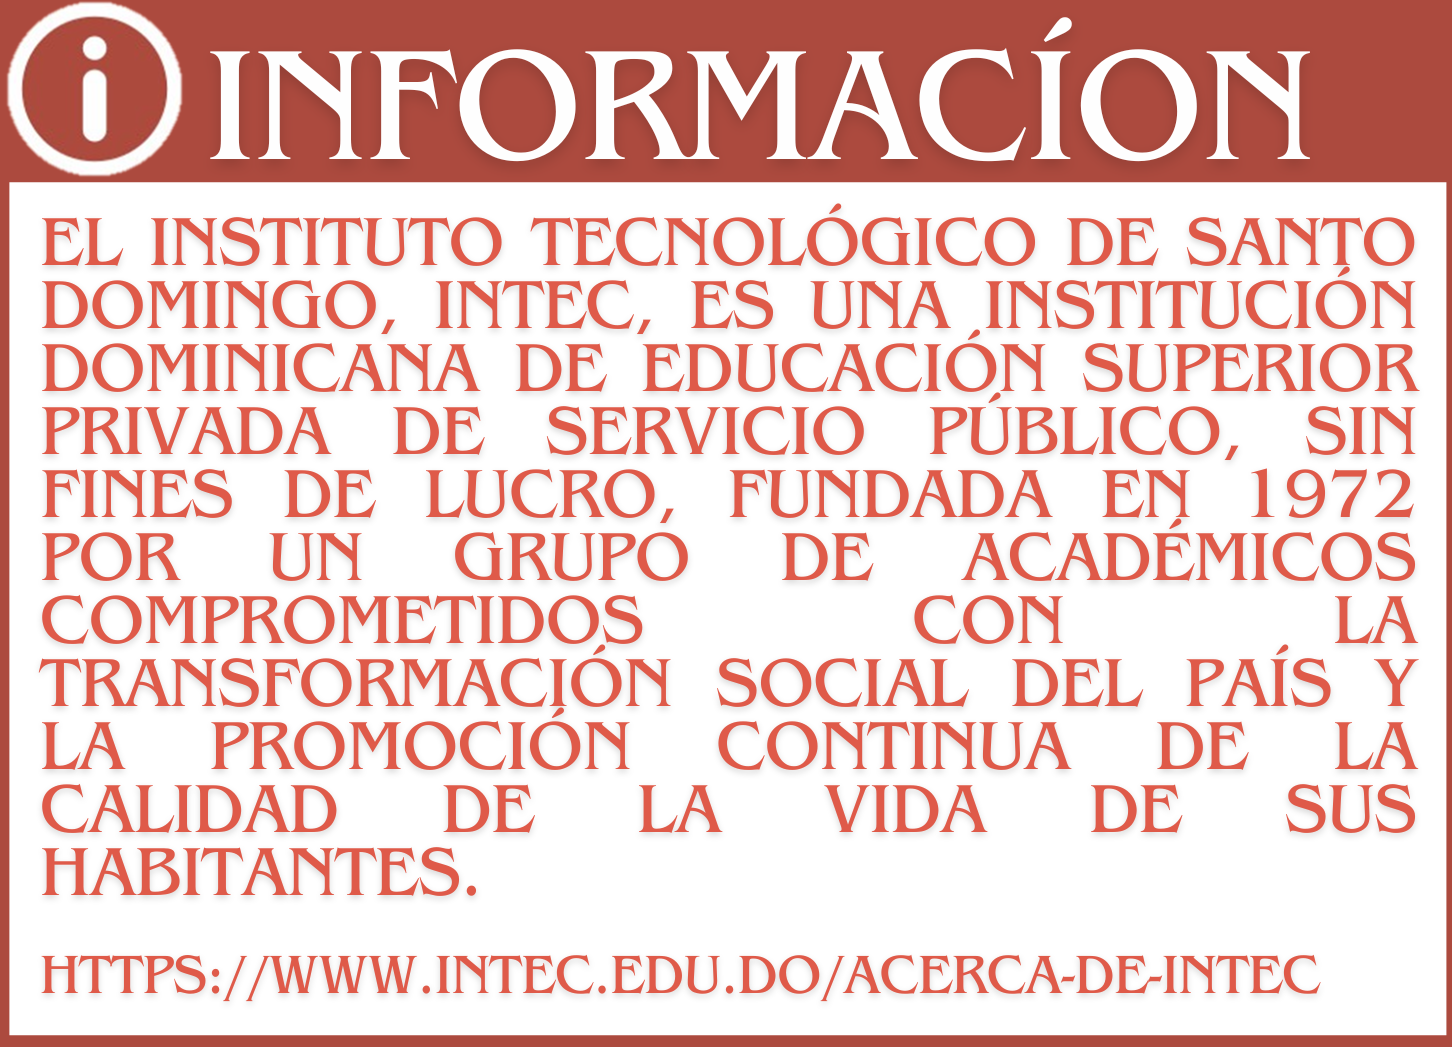 INFORMACÍON
EL INSTITUTO TECNOLÓGICO DE SANTO
DOMINGO, INTEC, ES UNA INSTITUCIÓN
DOMINICANA DE EDUCACIÓN SUPERIOR
PRIVADA DE SERVICIO PÚBLICO, SIN
FINES DE LUCRO, FUNDADA EN 1972
POR UN GRUPO DE ACADÉMICOS
COMPROMETIDOS CON LA
TRANSFORMACIÓN SOCIAL DEL PAÍS Y
LA PROMOCIÓN CONTINUA DE LA
CALIDAD DE LA VIDA DE SUS
HABITANTES.
HTTPS://WWW.INTEC.EDU.DO/ACERCA-DE-INTEC